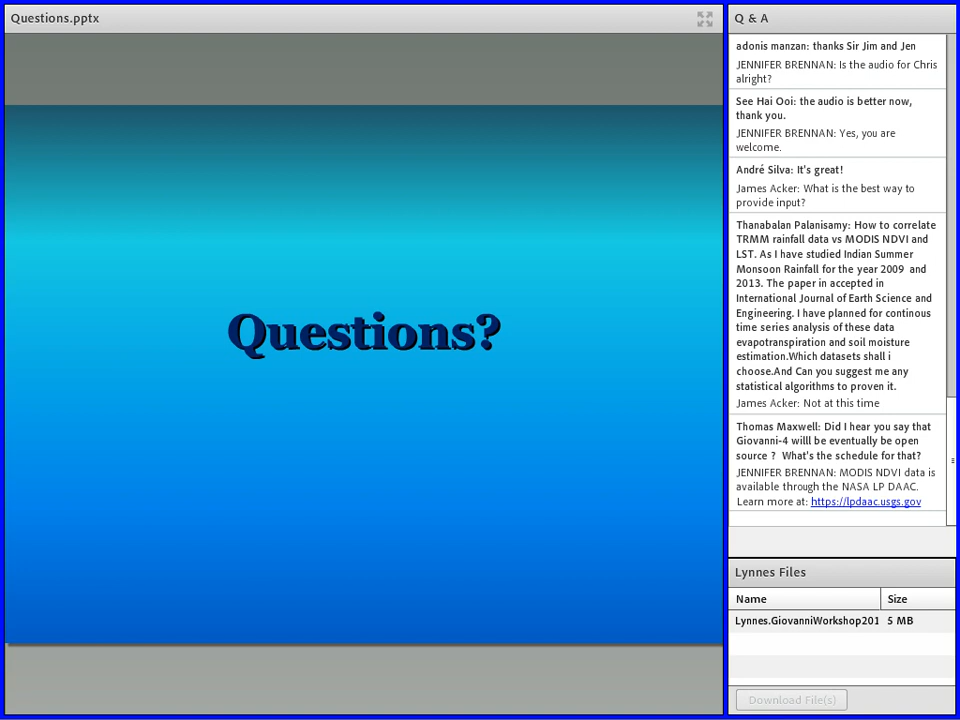 Questions.pptx
Questions?
Q & A
adonis manzan: thanks Sir Jim and Jen
JENNIFER BRENNAN: Is the audio for Chris
alright?
See Hai Ooi: the audio is better now,
thank you.
JENNIFER BRENNAN: Yes, you are
welcome.
André Silva: It's great!
James Acker: What is the best way to
provide input?
Thanabalan Palanisamy: How to correlate
TRMM rainfall data vs MODIS NDVI and
LST. As I have studied Indian Summer
Monsoon Rainfall for the year 2009 and
2013. The paper in accepted in
International Journal of Earth Science and
Engineering. I have planned for continous
time series analysis of these data
evapotranspiration and soil moisture
estimation.Which datasets shall i
choose.And Can you suggest me any
statistical algorithms to proven it.
James Acker: Not at this time
Thomas Maxwell: Did I hear you say that
Giovanni-4 willl be eventually be open
source ? What's the schedule for that?
JENNIFER BRENNAN: MODIS NDVI data is
available through the NASA LP DAAC.
Learn more at: https://lpdaac.usgs.gov
Lynnes Files
Name Size
Lynnes.GiovanniWorkshop201 5 MB
Download File(s)